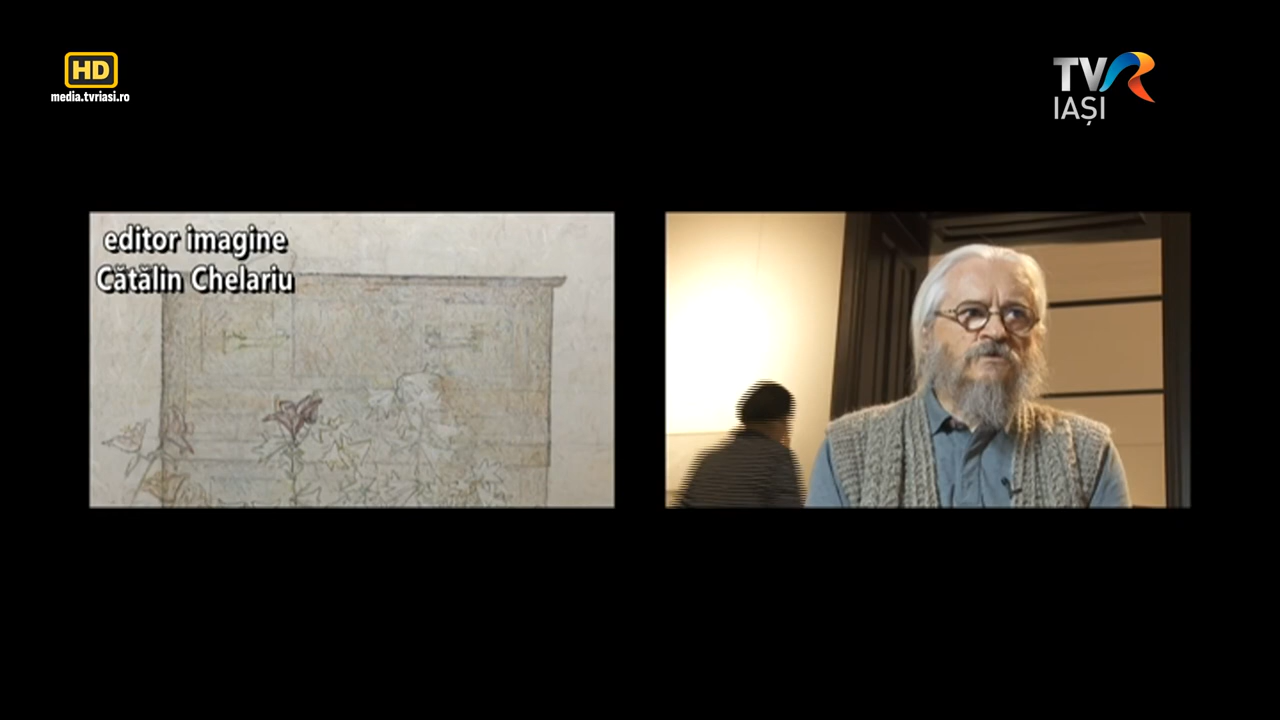 HD
media.tvriasi.ro
TVR
IAȘI
editor imagine
Cătălin Chelariu